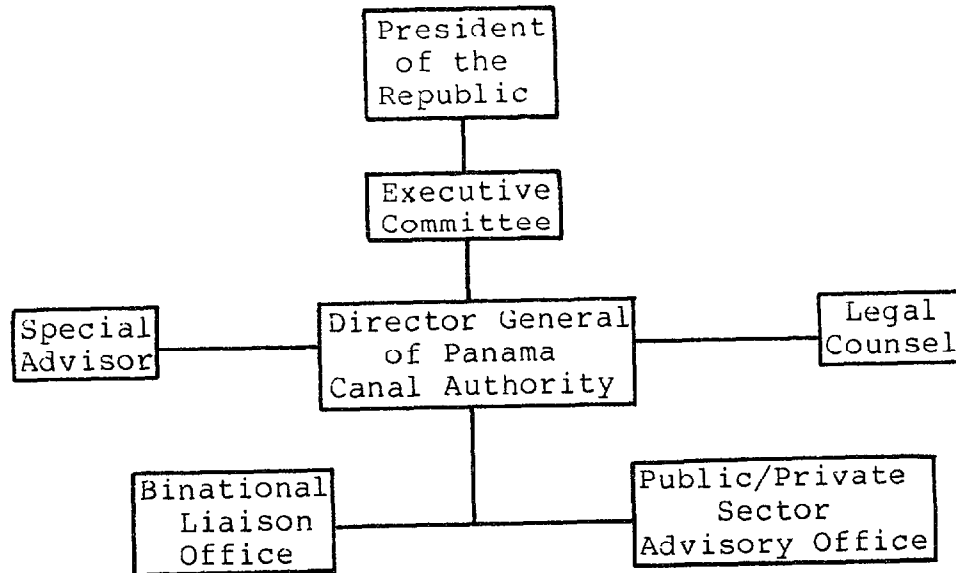 President
of the
Republic
Executive
Committee
Special
Advisor
Director General
of Panama
Canal Authority
Legal
Counsel
Binational
Liaison
Office
Public/Private
Sector
Advisory Office